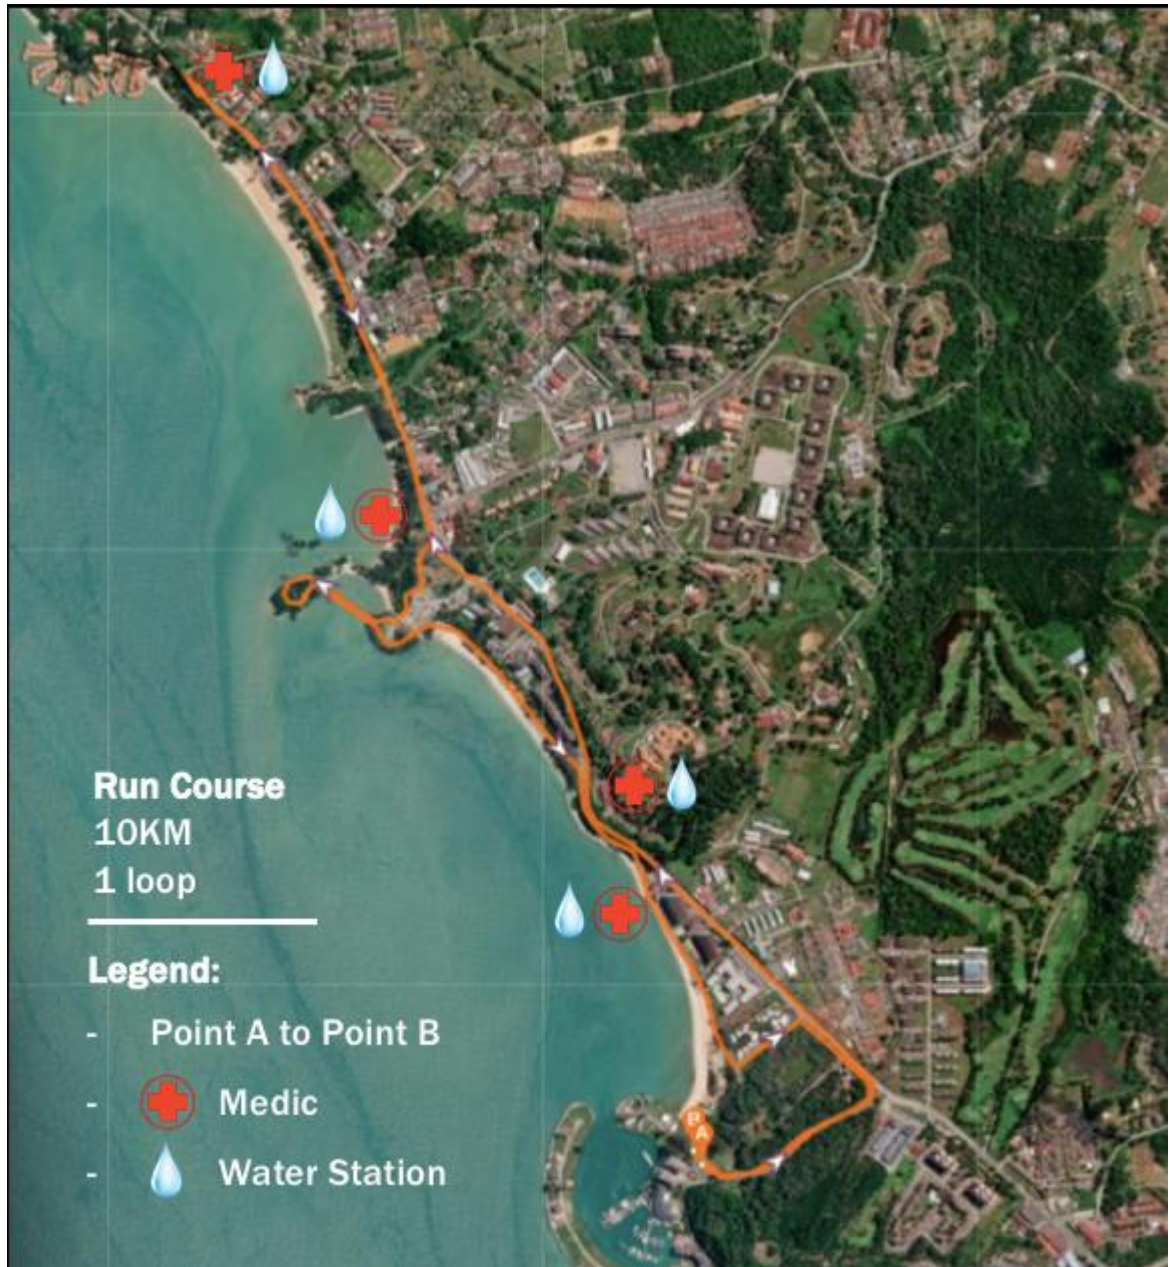 Run Course
10KM
1 loop
Legend:
- Point A to Point B
- Medic
- Water Station
B
A